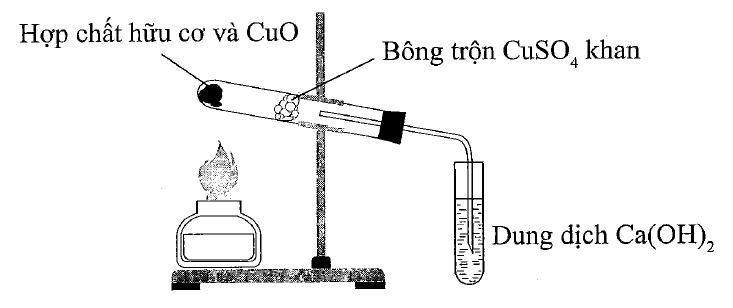 Hợp chất hữu cơ và CuO
Bông trộn CuSO₄ khan
Dung dịch Ca(OH)₂